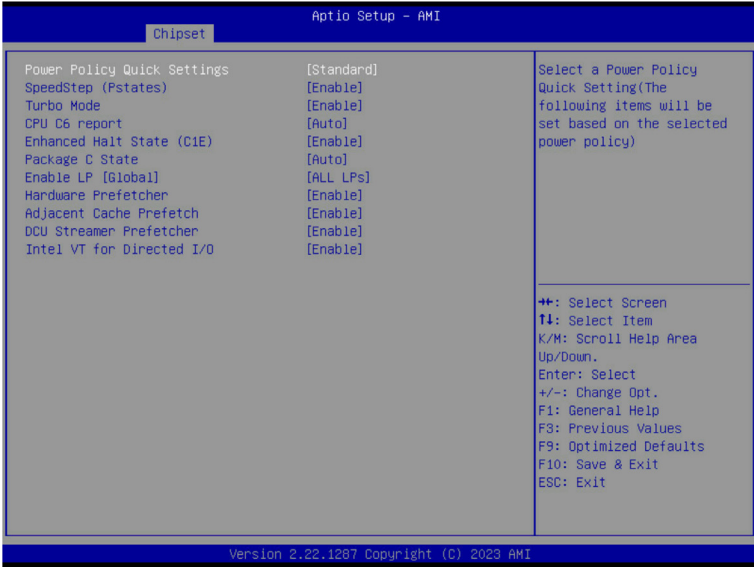 Aptio Setup – AMI
Chipset
Power Policy Quick Settings [Standard]
SpeedStep (Pstates) [Enable]
Turbo Mode [Enable]
CPU C6 report [Auto]
Enhanced Halt State (C1E) [Enable]
Package C State [Auto]
Enable LP [Global] [ALL LPs]
Hardware Prefetcher [Enable]
Adjacent Cache Prefetch [Enable]
DCU Streamer Prefetcher [Enable]
Intel VT for Directed I/O [Enable]
Select a Power Policy
Quick Setting(The
following items will be
set based on the selected
power policy)
→←: Select Screen
↑↓: Select Item
K/M: Scroll Help Area
Up/Down.
Enter: Select
+/-: Change Opt.
F1: General Help
F3: Previous Values
F9: Optimized Defaults
F10: Save & Exit
ESC: Exit
Version 2.22.1287 Copyright (C) 2023 AMI